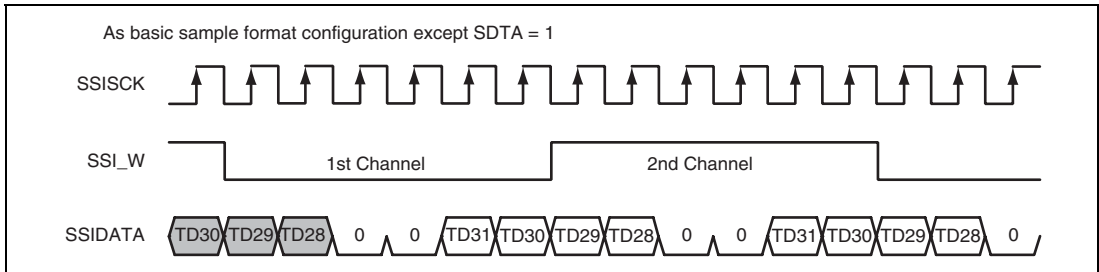 As basic sample format configuration except SDTA = 1
SSISCK
SSI_W 1st Channel 2nd Channel
SSIDATA TD30 TD29 TD28 0 0 TD31 TD30 TD29 TD28 0 0 TD31 TD30 TD29 TD28 0